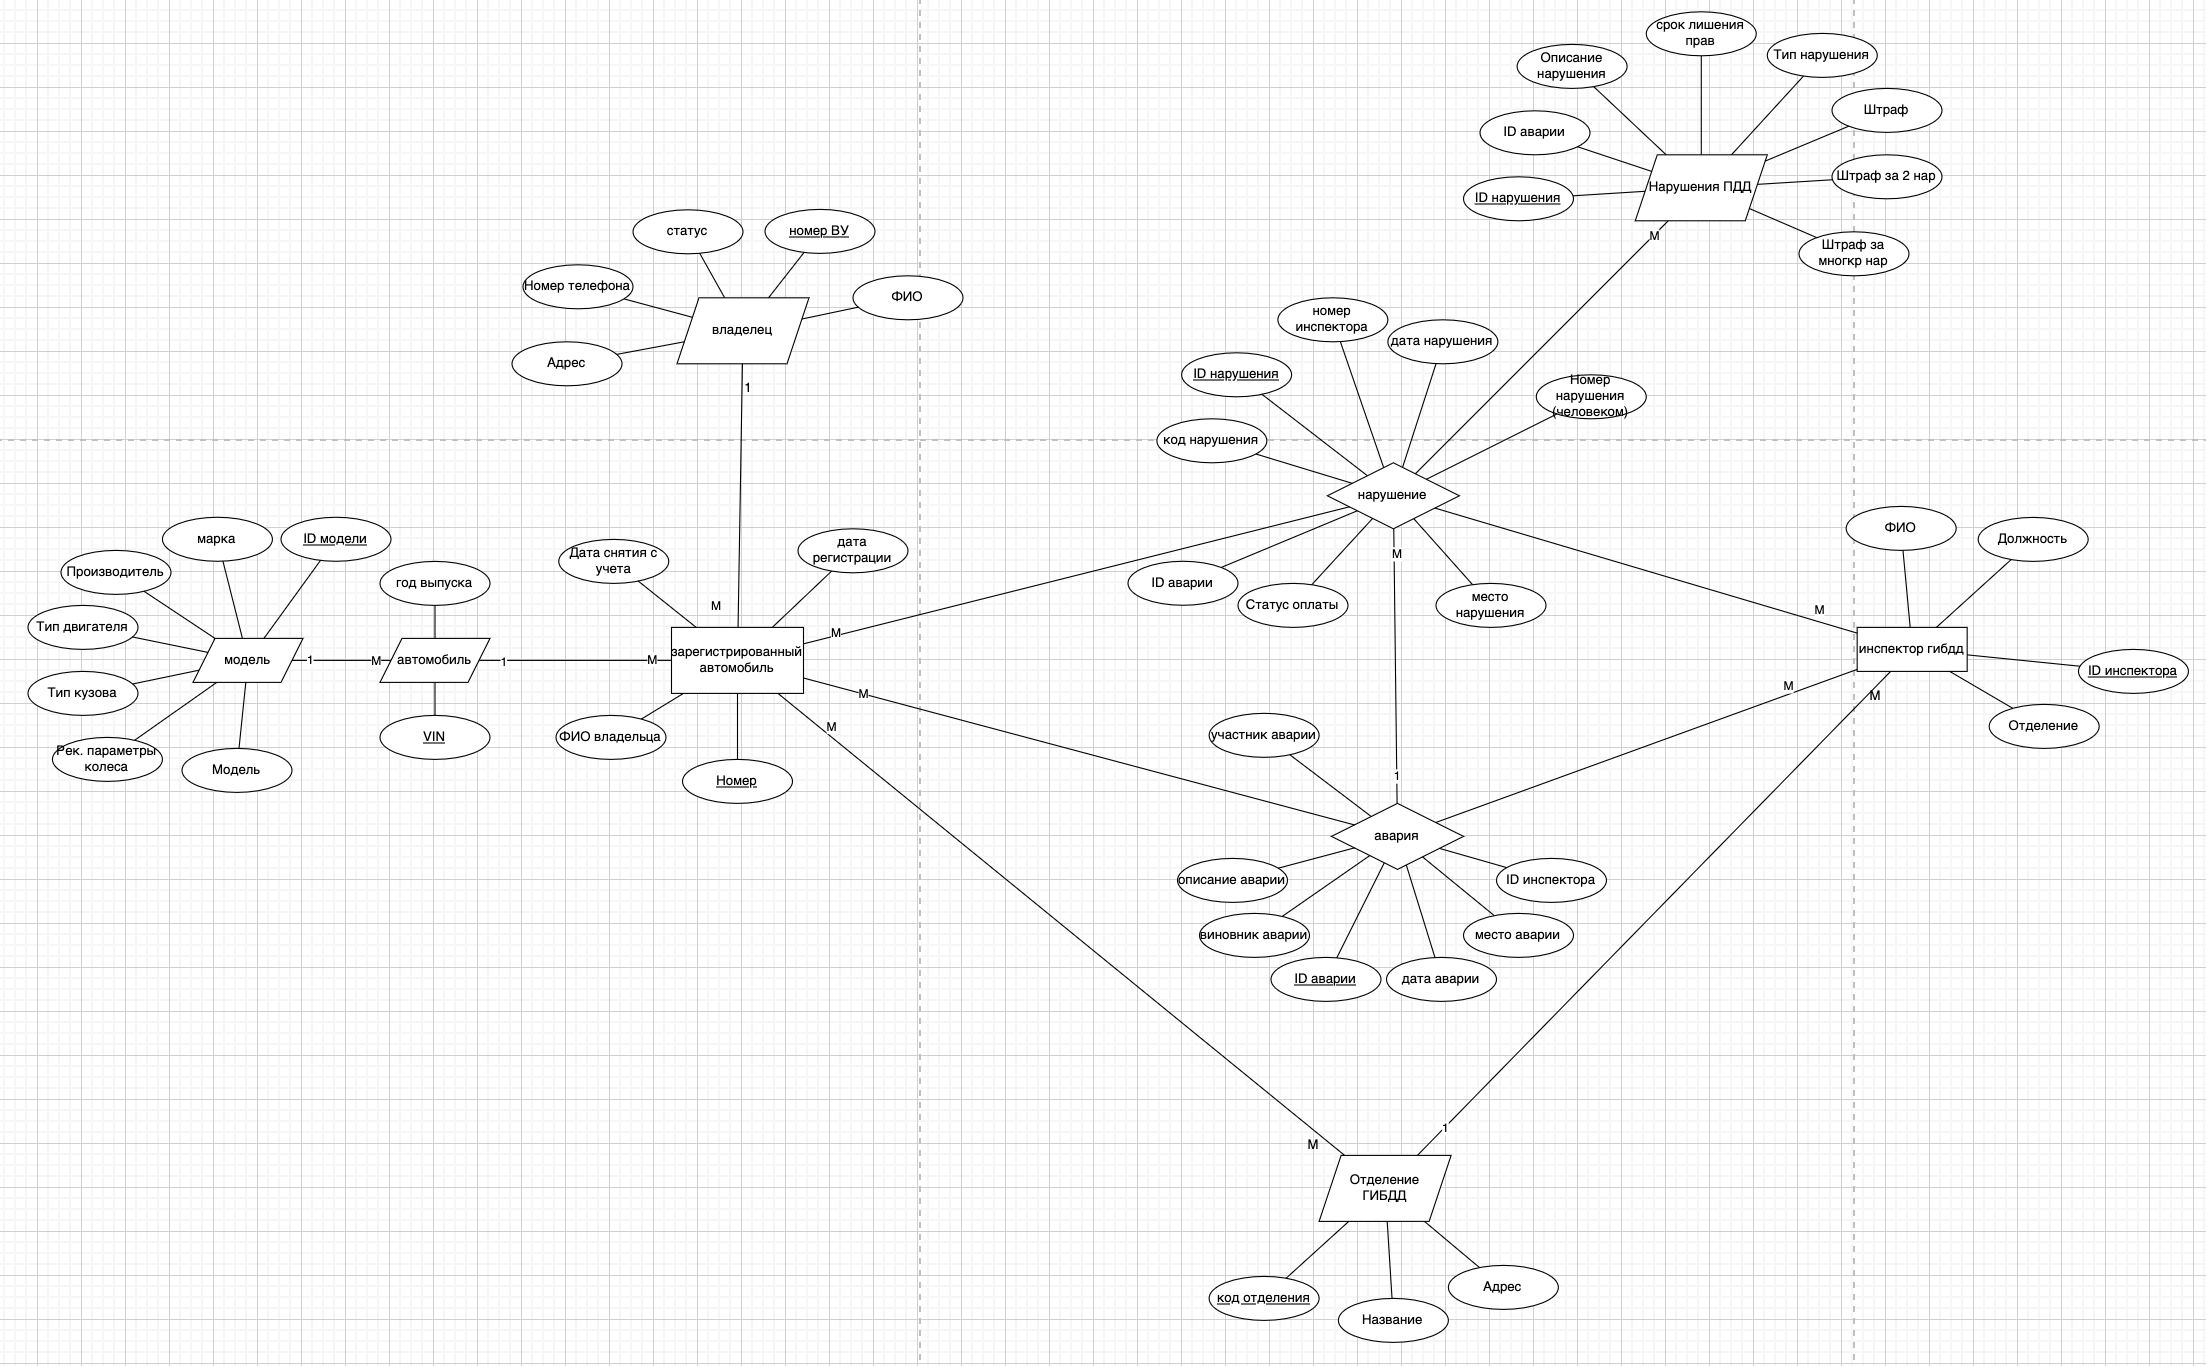 срок лишения
прав
Описание
нарушения
Тип нарушения
Штраф
ID аварии
Нарушения ПДД
Штраф за 2 нар
ID нарушения
Штраф за
многкр нар
М
статус
номер ВУ
Номер телефона
ФИО
владелец
Адрес
1
номер
инспектора
дата нарушения
ID нарушения
Номер
нарушения
(человеком)
код нарушения
нарушение
М
ID аварии
Статус оплаты
место
нарушения
марка
ID модели
Производитель
Тип двигателя
модель
Тип кузова
Рек. параметры
колеса
Модель
1
М
год выпуска
автомобиль
VIN
1
М
Дата снятия с
учета
дата
регистрации
М
зарегистрированный
автомобиль
ФИО владельца
Номер
М
М
М
ФИО
Должность
М
инспектор гибдд
ID инспектора
Отделение
М
М
участник аварии
1
авария
описание аварии
ID инспектора
виновник аварии
место аварии
ID аварии
дата аварии
М
1
Отделение
ГИБДД
код отделения
Название
Адрес